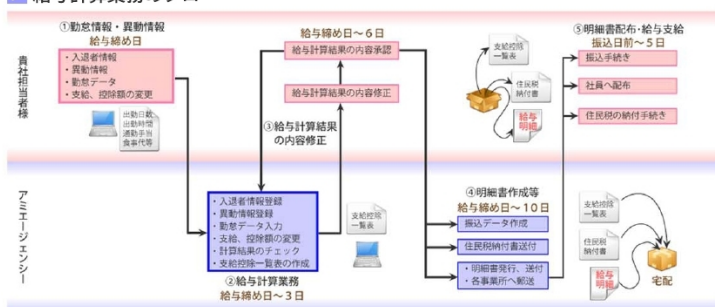 ①勤怠情報・異動情報
給与締め日
・入退者情報
・異動情報
・勤怠データ
・支給、控除額の変更
出勤日数
出勤時間
通勤手当
食事代等
貴社担当者様
給与締め日～6日
給与計算結果の内容承認
給与計算結果の内容修正
③給与計算結果
の内容修正
支給控除
一覧表
住民税
納付書
給与
明細
⑤明細書配布・給与支給
振込日前～5日
振込手続き
社員へ配布
住民税の納付手続き
アミエージェンシー
・入退者情報登録
・異動情報登録
・勤怠データ入力
・支給、控除額の変更
・計算結果のチェック
・支給控除一覧表の作成
②給与計算業務
給与締め日～3日
支給控除
一覧表
④明細書作成等
給与締め日～10日
振込データ作成
住民税納付書送付
・明細書発行、送付
・各事業所へ郵送
支給控除
一覧表
住民税
納付書
給与
明細
宅配